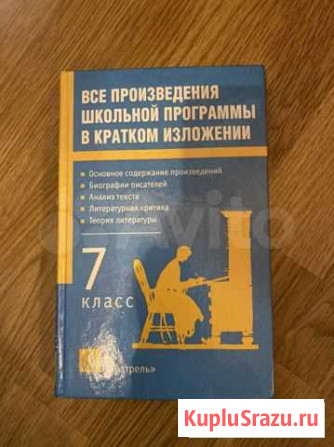 ВСЕ ПРОИЗВЕДЕНИЯ
ШКОЛЬНОЙ ПРОГРАММЫ
В КРАТКОМ ИЗЛОЖЕНИИ
Основное содержание произведений
Биографии писателей
Анализ текста
Литературная критика
Теория литературы
7
КЛАСС
Avito
KupluSrazu.ru